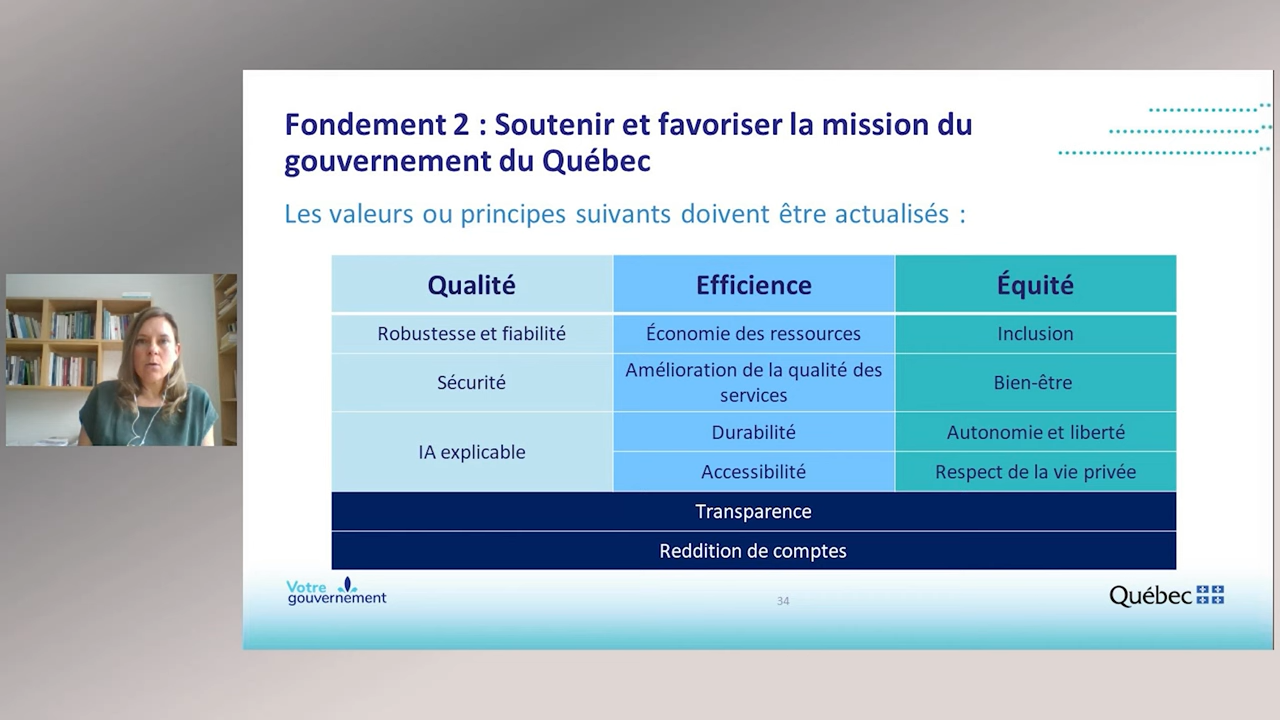 Fondement 2 : Soutenir et favoriser la mission du
gouvernement du Québec
Les valeurs ou principes suivants doivent être actualisés :
Qualité
Efficience
Équité
Robustesse et fiabilité
Économie des ressources
Inclusion
Sécurité
Amélioration de la qualité des
services
Bien-être
IA explicable
Durabilité
Autonomie et liberté
Accessibilité
Respect de la vie privée
Transparence
Reddition de comptes
Votre
gouvernement
34
Québec